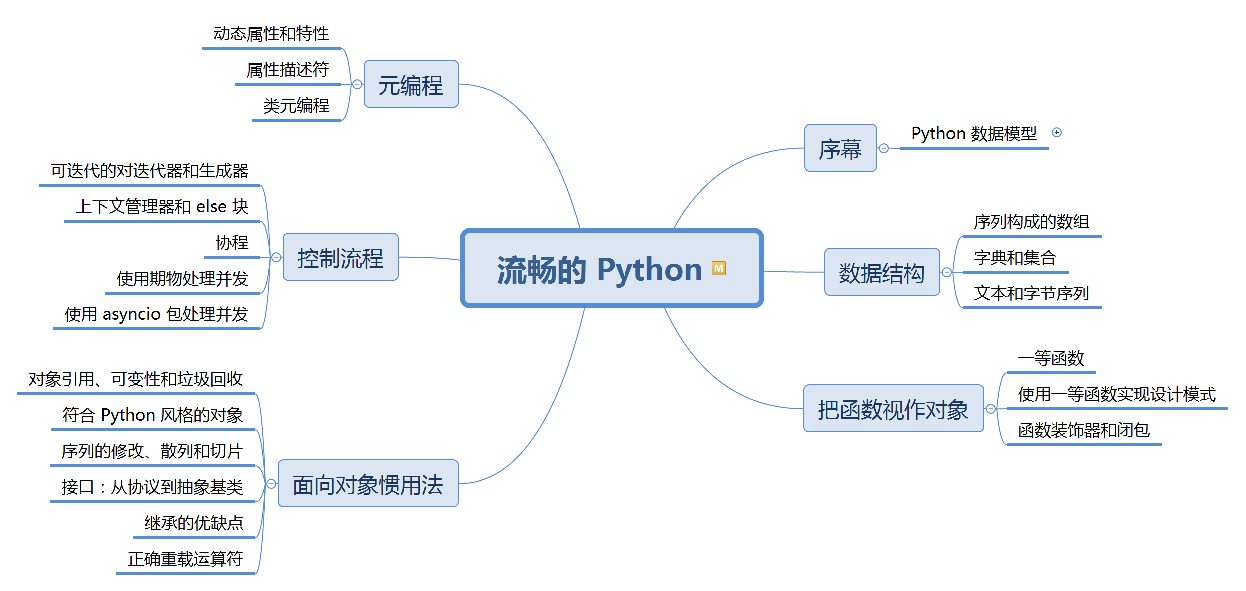 流畅的 Python
M
序幕
Python 数据模型
数据结构
序列构成的数组
字典和集合
文本和字节序列
把函数视作对象
一等函数
使用一等函数实现设计模式
函数装饰器和闭包
面向对象惯用法
对象引用、可变性和垃圾回收
符合 Python 风格的对象
序列的修改、散列和切片
接口：从协议到抽象基类
继承的优缺点
正确重载运算符
控制流程
可迭代的对迭代器和生成器
上下文管理器和 else 块
协程
使用期物处理并发
使用 asyncio 包处理并发
元编程
动态属性和特性
属性描述符
类元编程